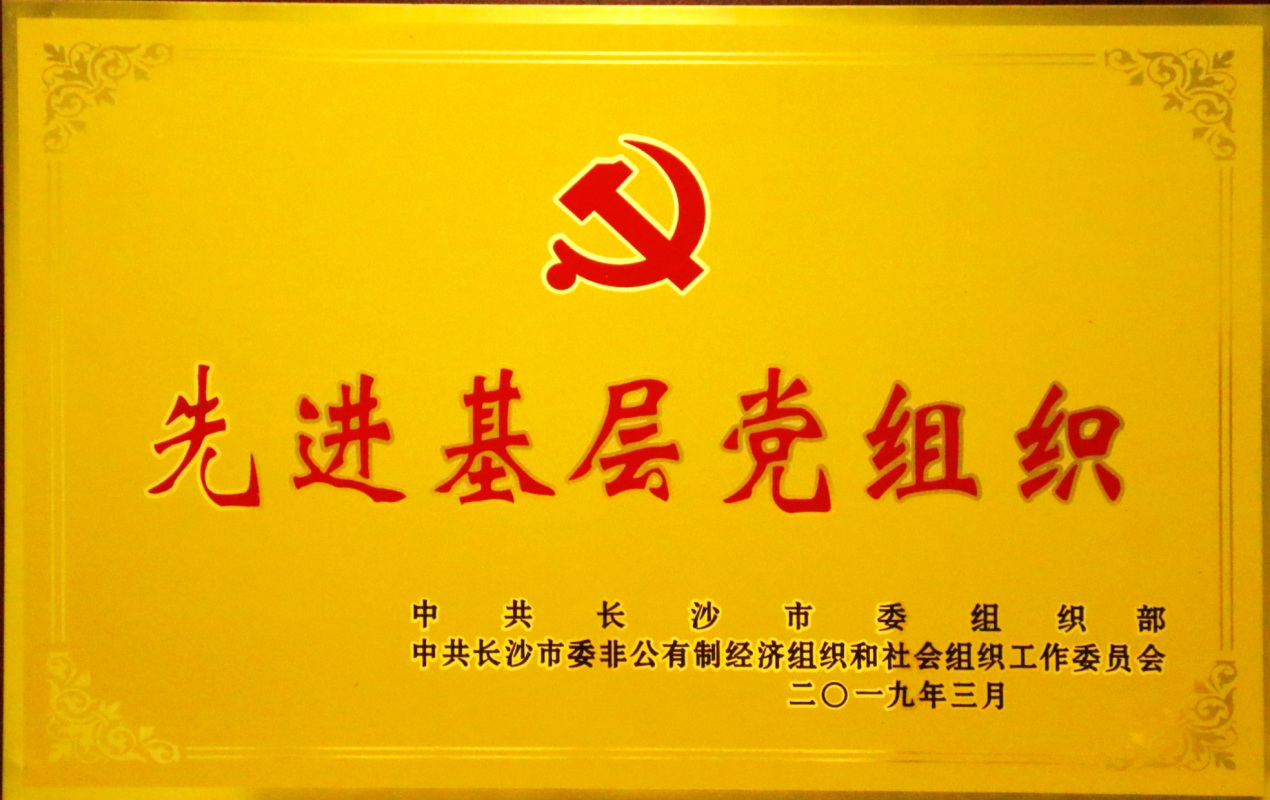 先进基层党组织
中共长沙市委组织部
中共长沙市委非公有制经济组织和社会组织工作委员会
二〇一九年三月